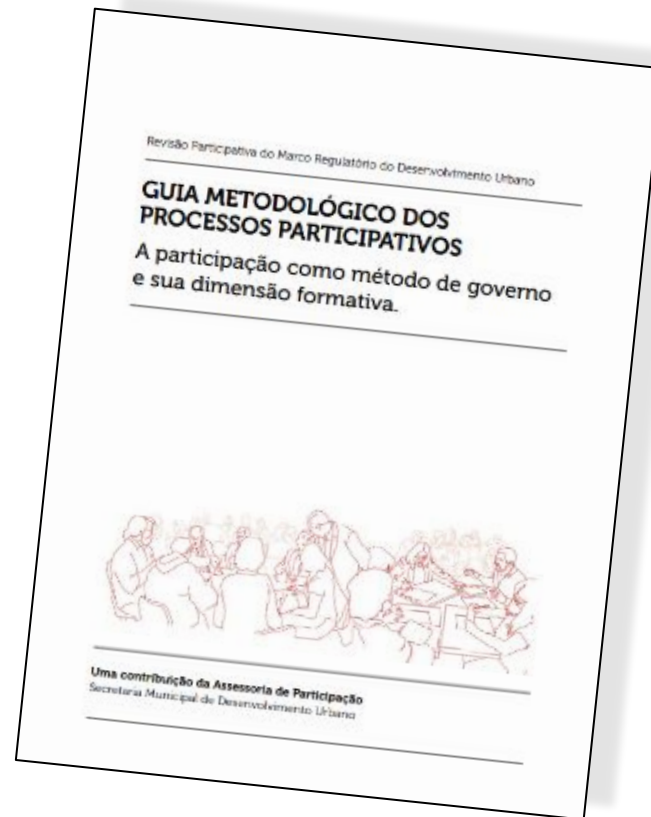 Revisão Participativa do Marco Regulatório do Desenvolvimento Urbano
GUIA METODOLÓGICO DOS
PROCESSOS PARTICIPATIVOS
A participação como método de governo
e sua dimensão formativa.
Uma contribuição da Assessoria de Participação
Secretaria Municipal de Desenvolvimento Urbano